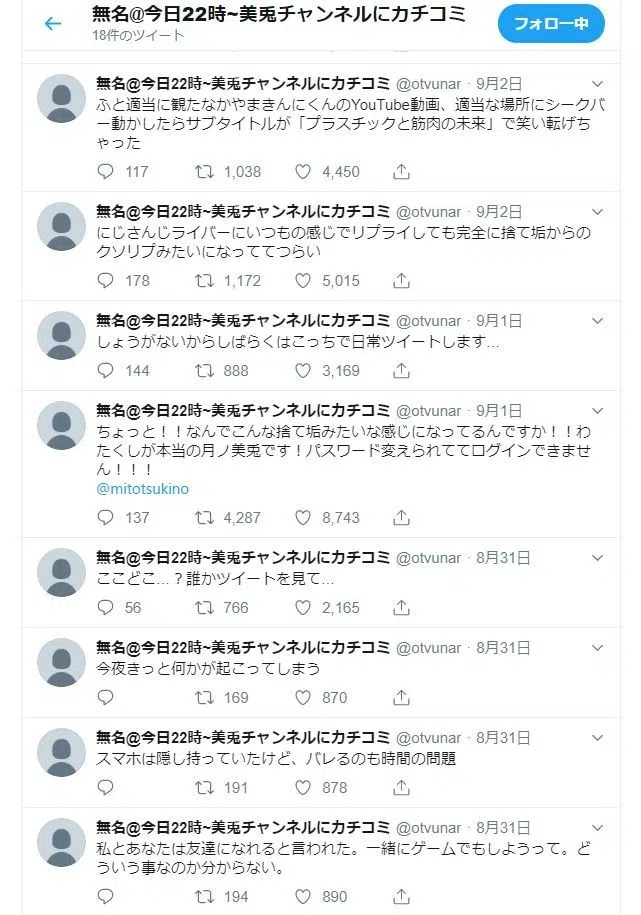 無名@今日22時~美兎チャンネルにカチコミ
18件のツイート
フォロー中
無名@今日22時~美兎チャンネルにカチコミ @otvunar · 9月2日
ふと適当に観たなかやまきんにくんのYouTube動画、適当な場所にシークバ
ー動かしたらサブタイトルが「プラスチックと筋肉の未来」で笑い転げち
ゃった
117 1,038 4,450
無名@今日22時~美兎チャンネルにカチコミ @otvunar · 9月2日
にじさんじライバーにいつもの感じでリプライしても完全に捨て垢からの
クソリプみたいになっててつらい
178 1,172 5,015
無名@今日22時~美兎チャンネルにカチコミ @otvunar · 9月1日
しょうがないからしばらくはこっちで日常ツイートします…
144 888 3,169
無名@今日22時~美兎チャンネルにカチコミ @otvunar · 9月1日
ちょっと！！なんでこんな捨て垢みたいな感じになってるんですか！！わ
たくしが本当の月ノ美兎です！パスワード変えられててログインできませ
ん！！！
@mitotsukino
137 4,287 8,743
無名@今日22時~美兎チャンネルにカチコミ @otvunar · 8月31日
ここどこ…？誰かツイートを見て…
56 766 2,165
無名@今日22時~美兎チャンネルにカチコミ @otvunar · 8月31日
今夜きっと何かが起こってしまう
169 870
無名@今日22時~美兎チャンネルにカチコミ @otvunar · 8月31日
スマホは隠し持っていたけど、バレるのも時間の問題
191 878
無名@今日22時~美兎チャンネルにカチコミ @otvunar · 8月31日
私とあなたは友達になれると言われた。一緒にゲームでもしようって。ど
ういう事なのか分からない。
194 890